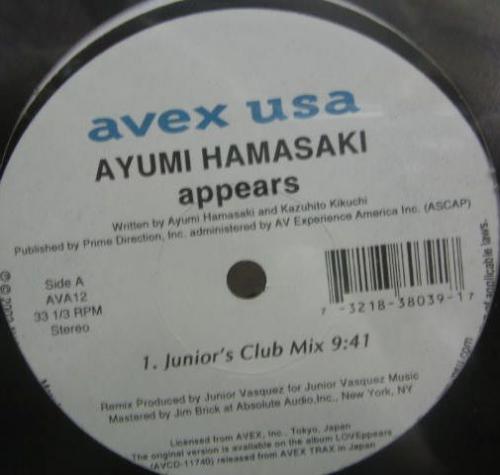 avex usa
AYUMI HAMASAKI
appears
Written by Ayumi Hamasaki and Kazuhito Kikuchi
Published by Prime Direction, Inc. administered by AV Experience America Inc. (ASCAP)
Side A
AVA12
33 1/3 RPM
Stereo
7 -3218-38039-1 7
1. Junior's Club Mix 9:41
Remix Produced by Junior Vasquez for Junior Vasquez Music
Mastered by Jim Brick at Absolute Audio,Inc., New York, NY
Licensed from AVEX, Inc., Tokyo, Japan
The original version is available on the album LOVEppears
(AVCD-11740) released from AVEX TRAX in Japan
of applicable laws.